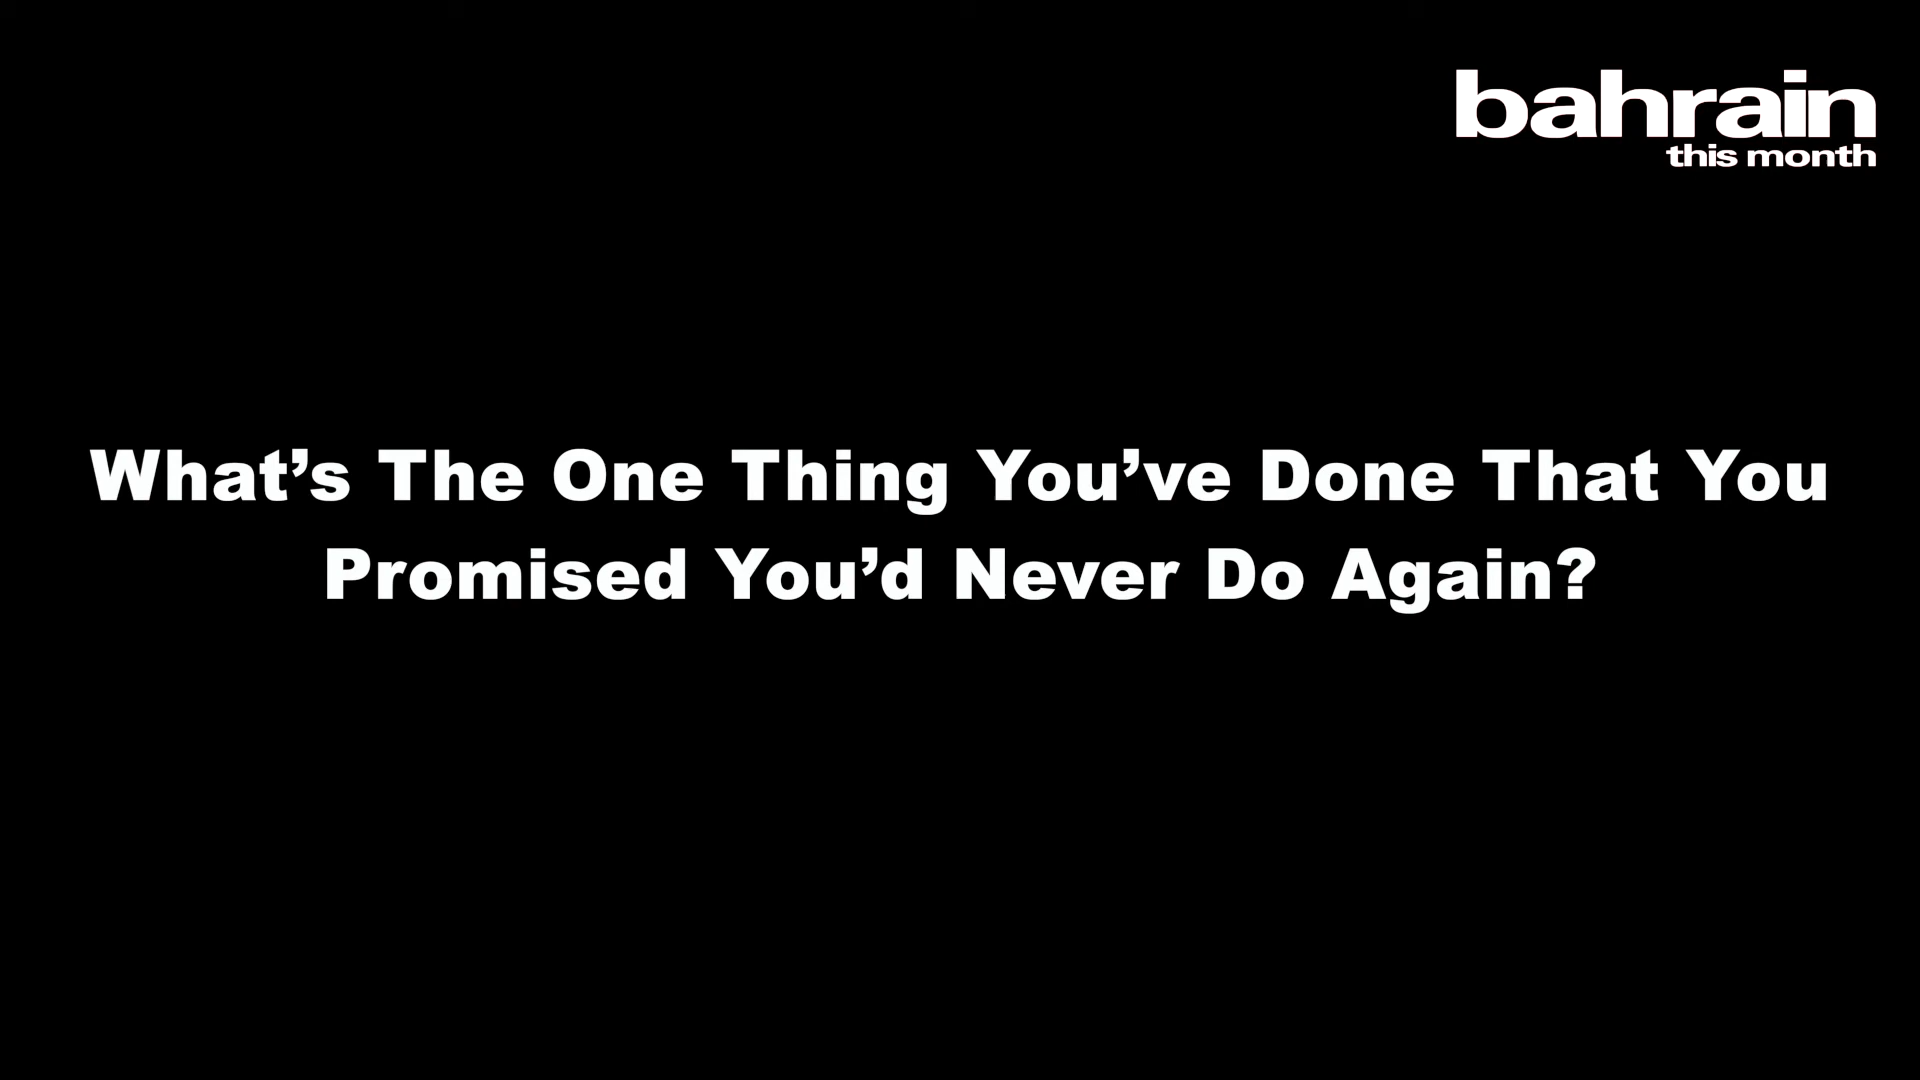 bahrain
this month
What’s The One Thing You’ve Done That You
Promised You’d Never Do Again?